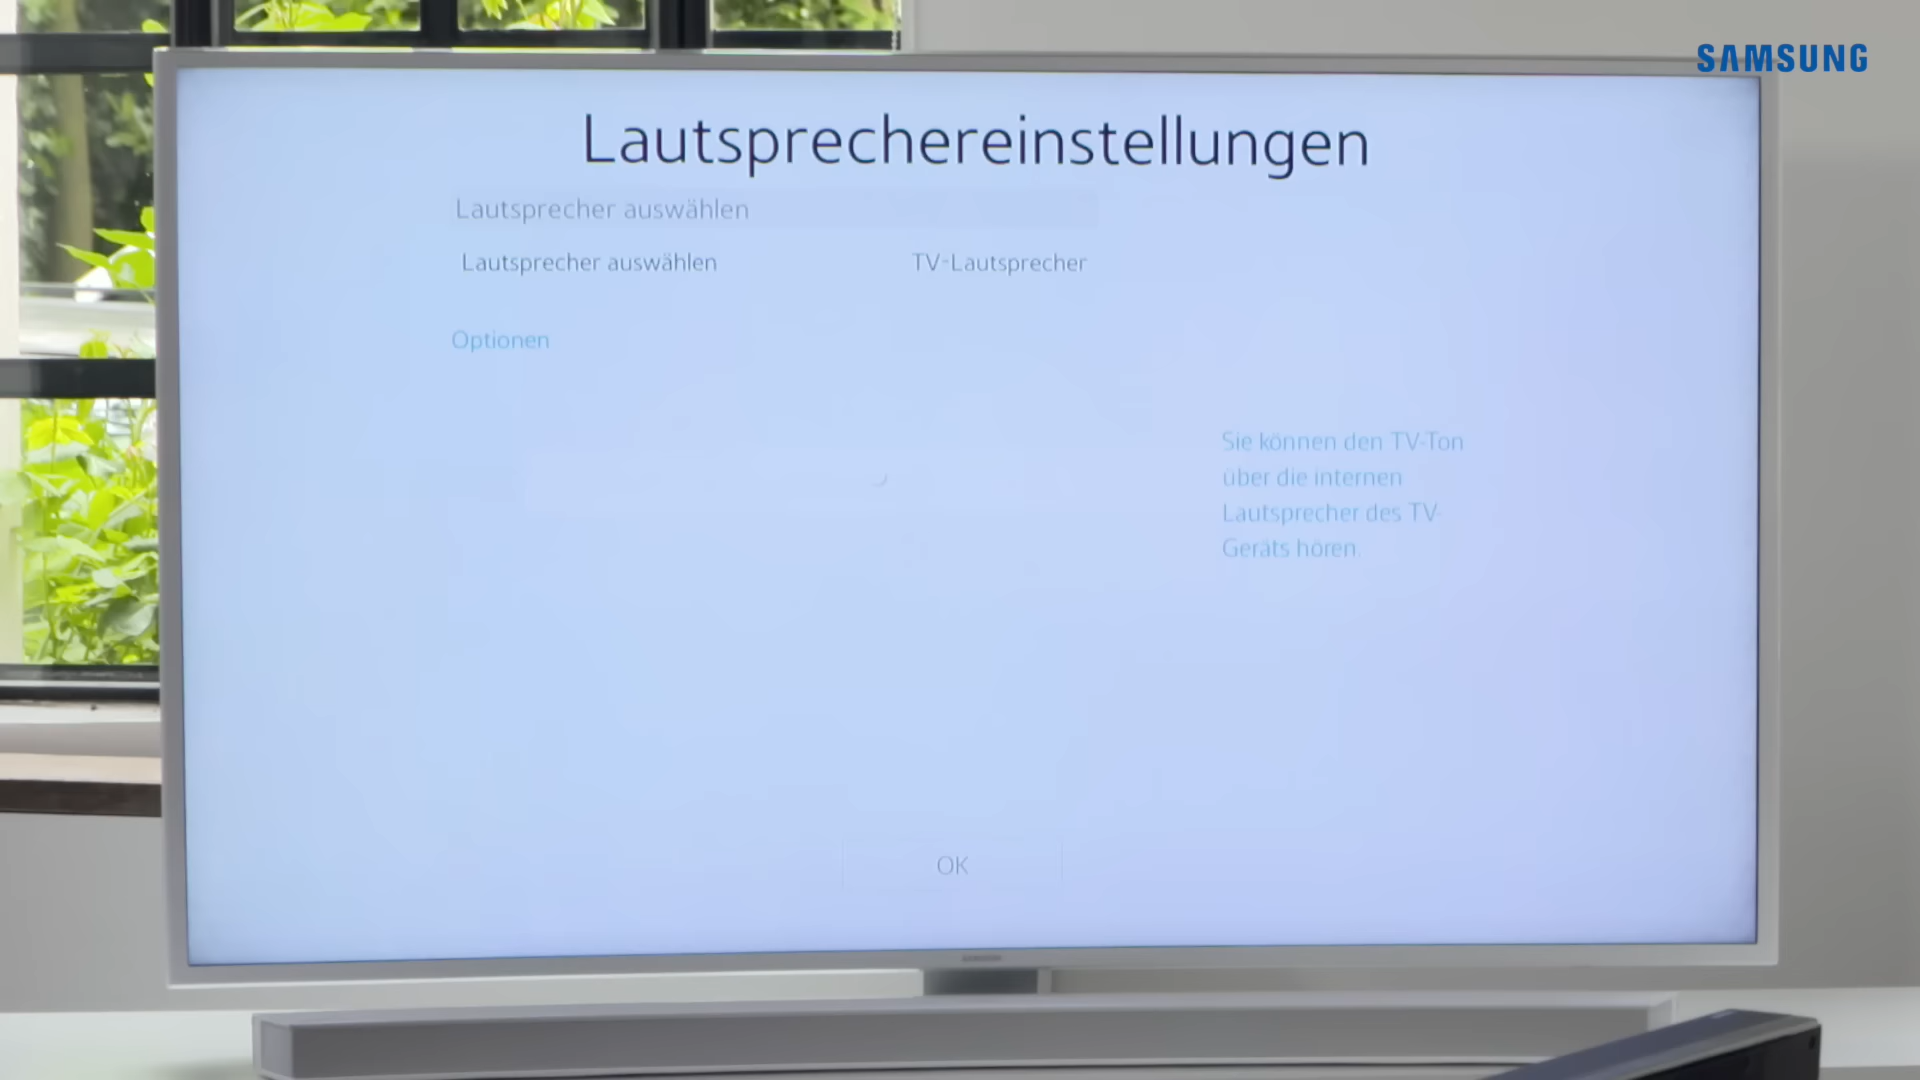 SAMSUNG
Lautsprechereinstellungen
Lautsprecher auswählen
Lautsprecher auswählen TV-Lautsprecher
Optionen
Sie können den TV-Ton
über die internen
Lautsprecher des TV-
Geräts hören.
OK
SAMSUNG